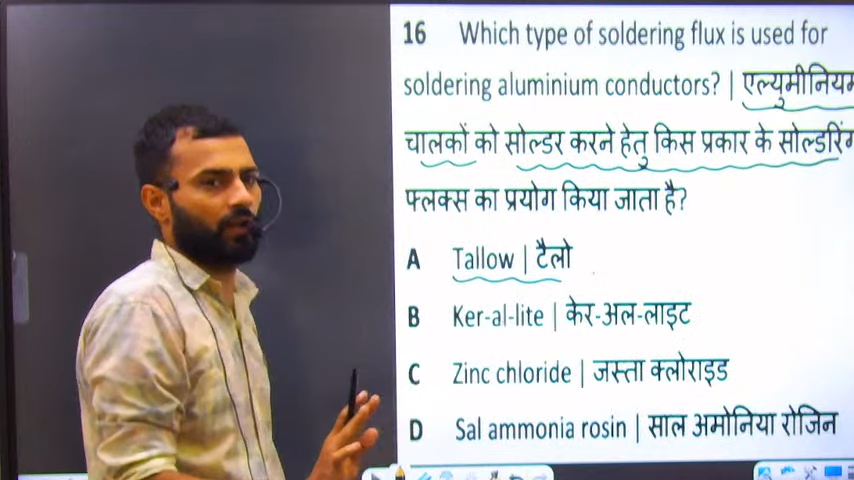 16 Which type of soldering flux is used for
soldering aluminium conductors? | एल्युमीनियम
चालकों को सोल्डर करने हेतु किस प्रकार के सोल्डरिंग
फ्लक्स का प्रयोग किया जाता है?
A Tallow | टैलो
B Ker-al-lite | केर-अल-लाइट
C Zinc chloride | जस्ता क्लोराइड
D Sal ammonia rosin | साल अमोनिया रोजिन